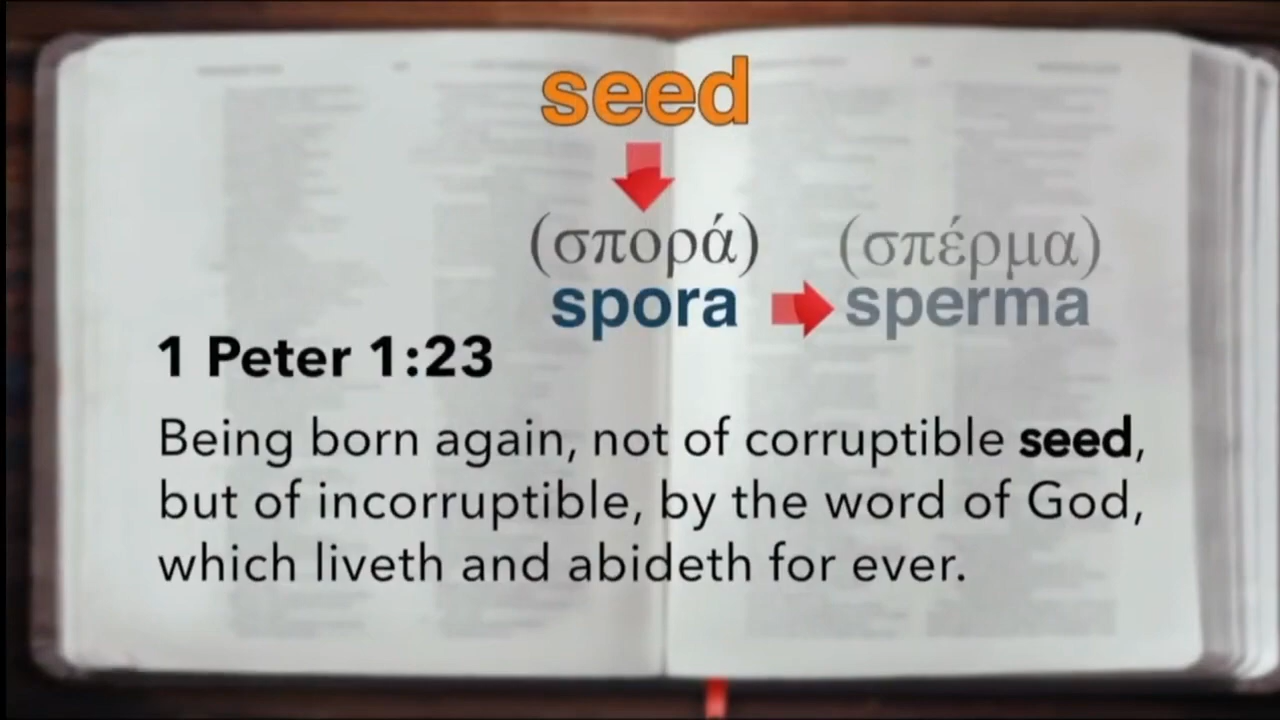 seed
(σπορά) (σπέρμα)
spora sperma
1 Peter 1:23
Being born again, not of corruptible seed,
but of incorruptible, by the word of God,
which liveth and abideth for ever.